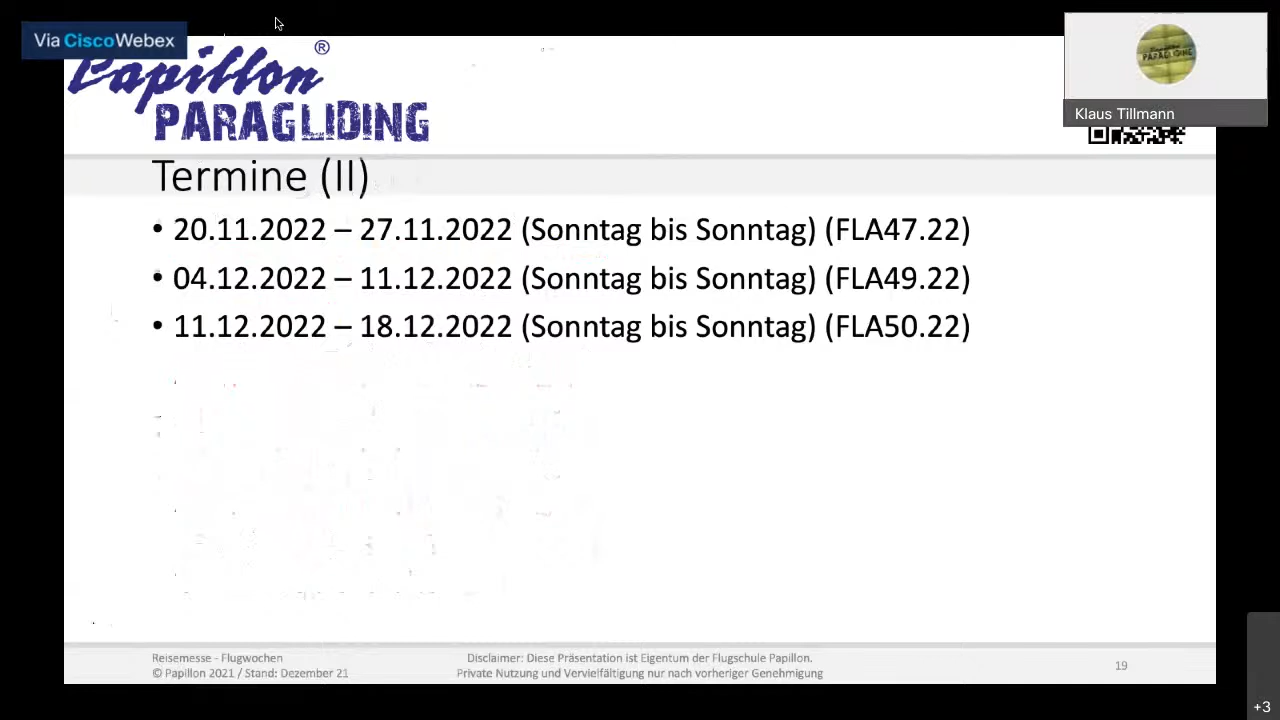 Via CiscoWebex
Papillon®
PARAGLIDING
PARAGLIDING
Klaus Tillmann
Termine (II)
• 20.11.2022 – 27.11.2022 (Sonntag bis Sonntag) (FLA47.22)
• 04.12.2022 – 11.12.2022 (Sonntag bis Sonntag) (FLA49.22)
• 11.12.2022 – 18.12.2022 (Sonntag bis Sonntag) (FLA50.22)
Reisemesse - Flugwochen
© Papillon 2021 / Stand: Dezember 21
Disclaimer: Diese Präsentation ist Eigentum der Flugschule Papillon.
Private Nutzung und Vervielfältigung nur nach vorheriger Genehmigung
19
+3